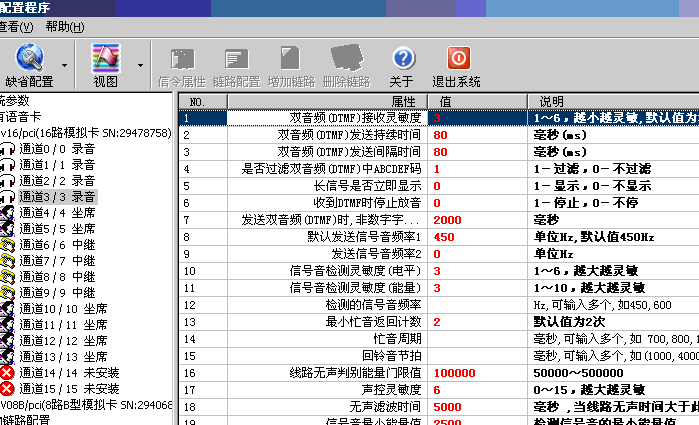 配置程序
查看(V) 帮助(H)
缺省配置 视图 信令属性 链路配置 增加链路 删除链路 关于 退出系统
统参数
有语音卡
v16/pci(16路模拟卡 SN:29478758)
通道0 / 0 录音
通道1 / 1 录音
通道2 / 2 录音
通道3 / 3 录音
通道4 / 4 坐席
通道5 / 5 坐席
通道6 / 6 中继
通道7 / 7 中继
通道8 / 8 中继
通道9 / 9 中继
通道10 / 10 坐席
通道11 / 11 坐席
通道12 / 12 坐席
通道13 / 13 坐席
通道14 / 14 未安装
通道15 / 15 未安装
V08B/pci(8路B型模拟卡 SN:294068
链路配置
NO. 属性 值 说明
1 双音频(DTMF)接收灵敏度 3 1～6，越小越灵敏,默认值为
2 双音频(DTMF)发送持续时间 80 毫秒(ms)
3 双音频(DTMF)发送间隔时间 80 毫秒(ms)
4 是否过滤双音频(DTMF)中ABCDEF码 1 1－过滤,0－不过滤
5 长信号是否立即显示 0 1－显示,0－不显示
6 收到DTMF时停止放音 0 1－停止,0－不停
7 发送双音频(DTMF)时,非数字字... 2000 毫秒
8 默认发送信号音频率1 450 单位Hz,默认值450Hz
9 发送信号音频率2 0 单位Hz
10 信号音检测灵敏度(电平) 3 1～6，越大越灵敏
11 信号音检测灵敏度(能量) 3 1～10，越大越灵敏
12 检测的信号音频率 Hz,可输入多个,如450,600
13 最小忙音返回计数 2 默认值为2次
14 忙音周期 毫秒,可输入多个,如 700,800,1
15 回铃音节拍 毫秒,可输入多个,如(1000,4000
16 线路无声判别能量门限值 100000 50000～500000
17 声控灵敏度 6 0～15，越大越灵敏
18 无声滤波时间 5000 毫秒 ,当线路无声时间大于此
信号音最小能量值 2500 检测信号音的最小能量值